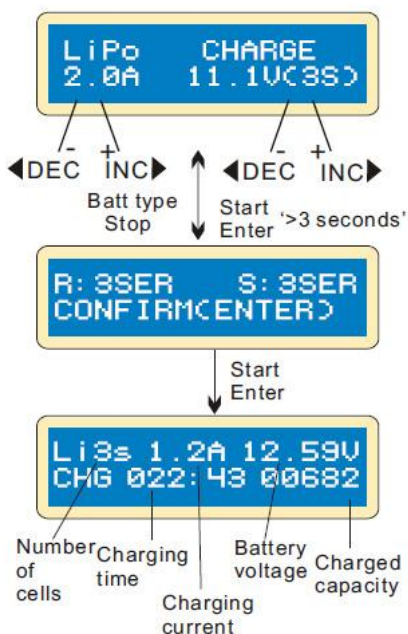 LiPo CHARGE
2.0A 11.1V(3S)
- + - +
◀DEC INC▶ ◀DEC INC▶
Batt type
Stop
Start
Enter '>3 seconds'
R:3SER S:3SER
CONFIRM(ENTER)
Start
Enter
Li3s 1.2A 12.59V
CHG 022:43 00682
Number
of
cells
Charging
time
Charging
current
Battery
voltage
Charged
capacity